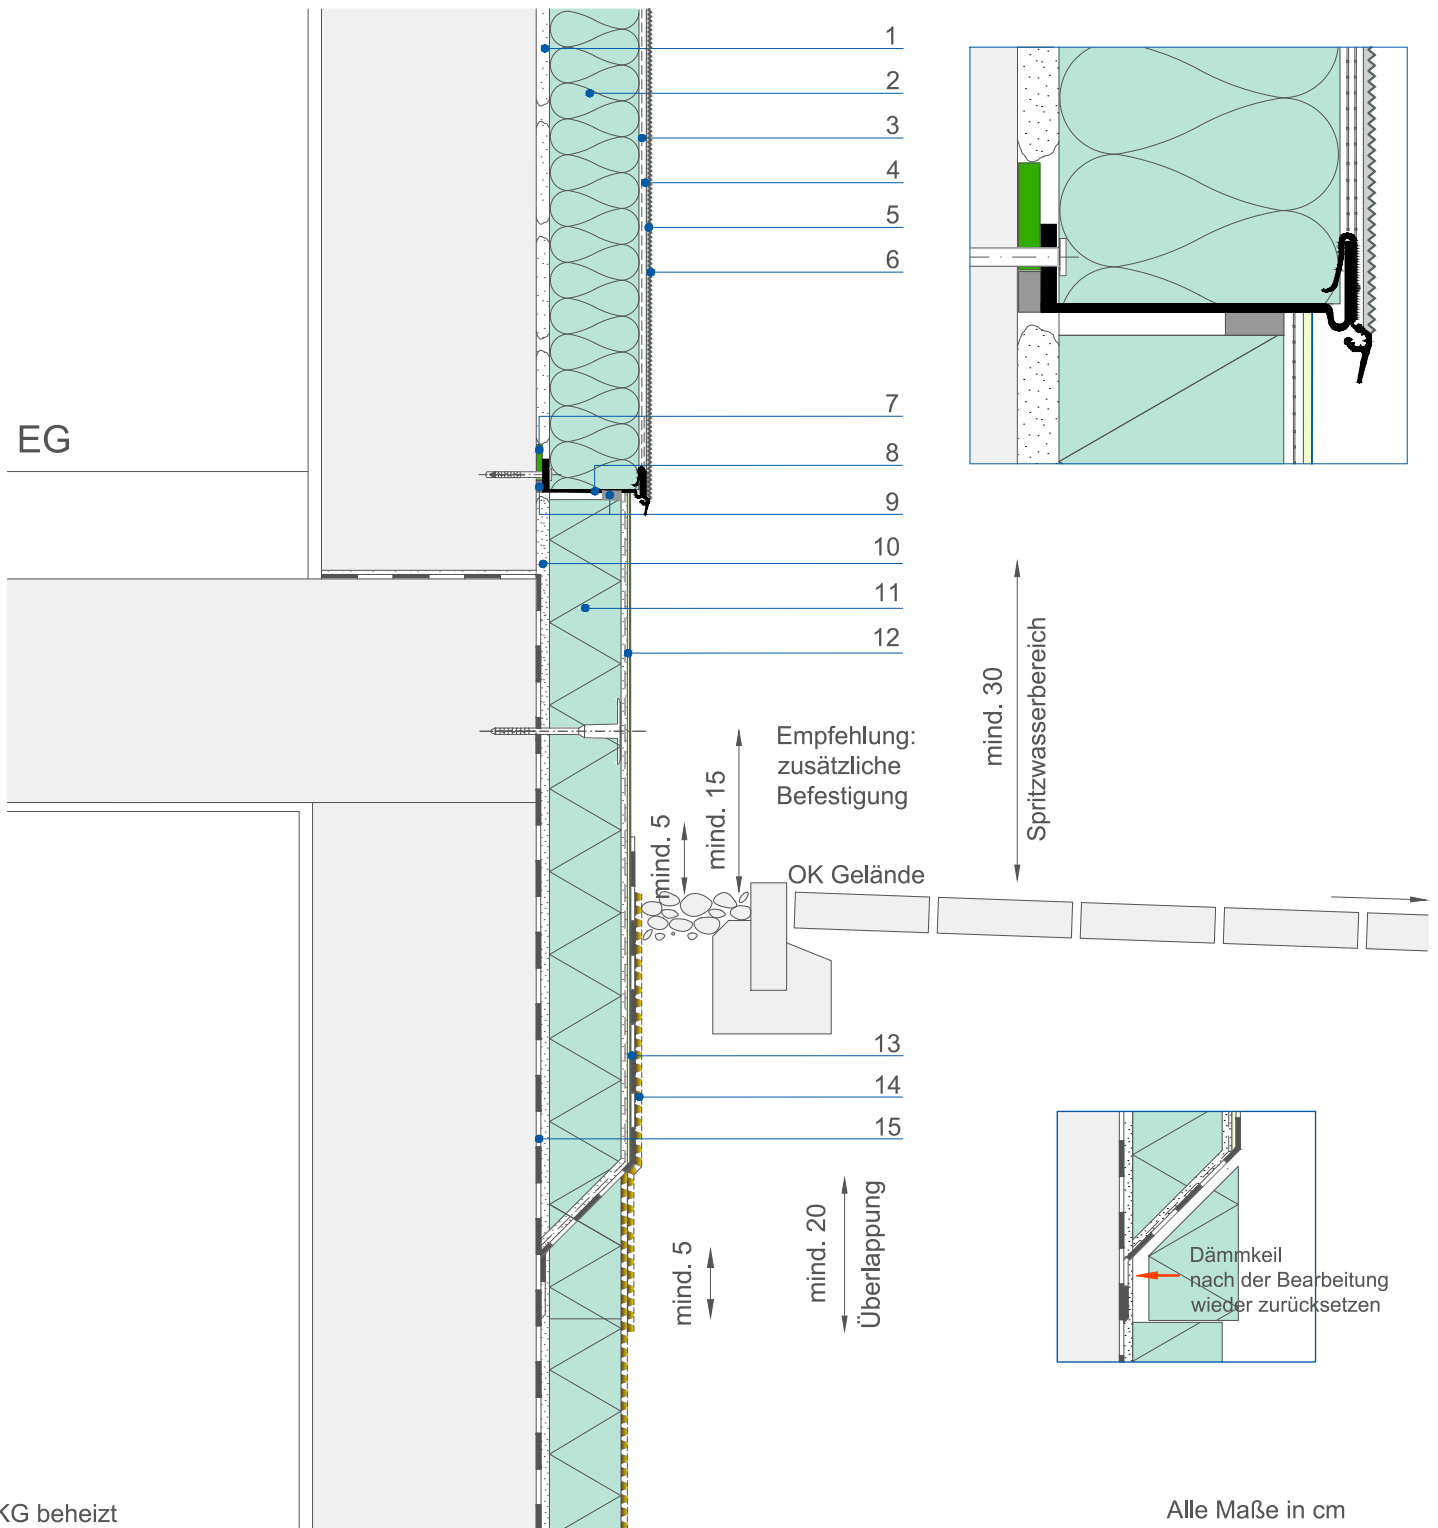 1
2
3
4
5
6
EG
7
8
9
10
11
12
mind. 30
Spritzwasserbereich
Empfehlung:
zusätzliche
Befestigung
mind. 15
mind. 5
OK Gelände
13
14
15
mind. 5
mind. 20
Überlappung
Dämmkeil
nach der Bearbeitung
wieder zurücksetzen
KG beheizt
Alle Maße in cm